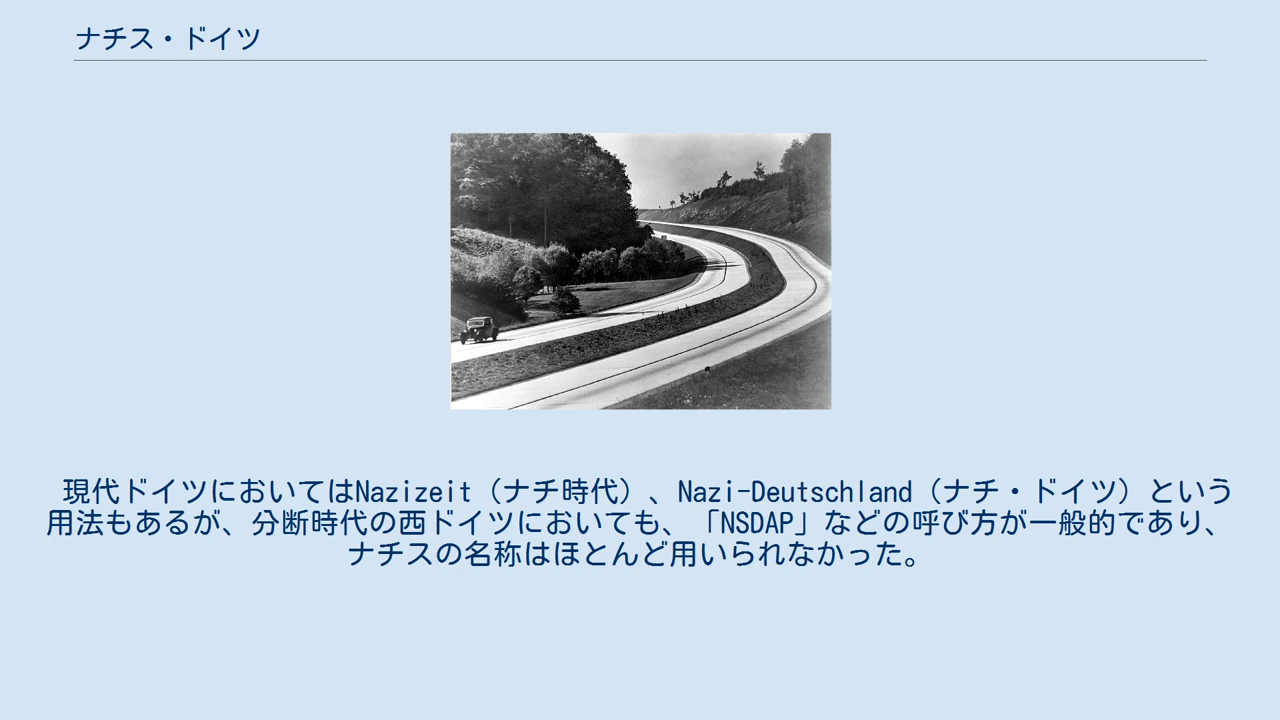 ナチス・ドイツ
現代ドイツにおいてはNazizeit（ナチ時代）、Nazi-Deutschland（ナチ・ドイツ）という
用法もあるが、分断時代の西ドイツにおいても、「NSDAP」などの呼び方が一般的であり、
ナチスの名称はほとんど用いられなかった。